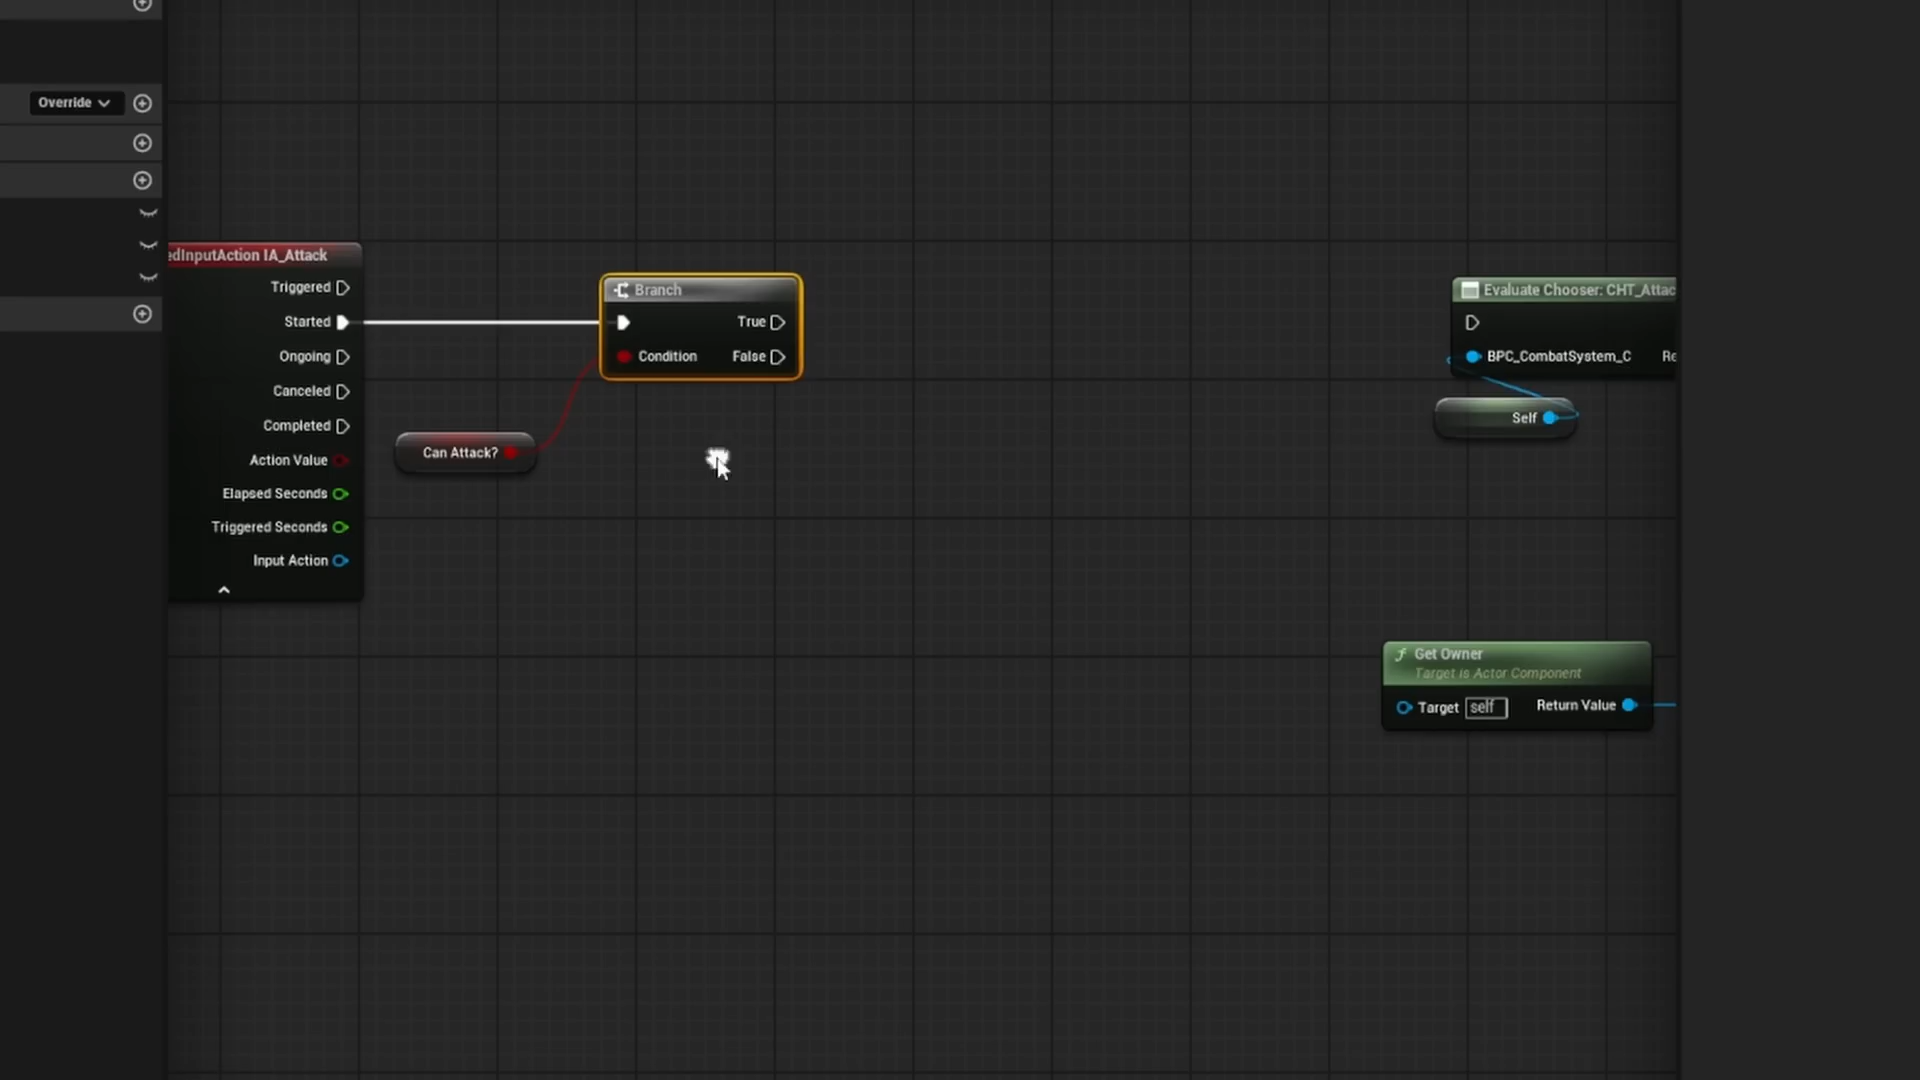 Override
edInputAction IA_Attack
Triggered
Started
Ongoing
Canceled
Completed
Action Value
Elapsed Seconds
Triggered Seconds
Input Action
Can Attack?
Branch
True
Condition
False
Evaluate Chooser: CHT_Attac
BPC_CombatSystem_C Re
Self
Get Owner
Target is Actor Component
Target self Return Value